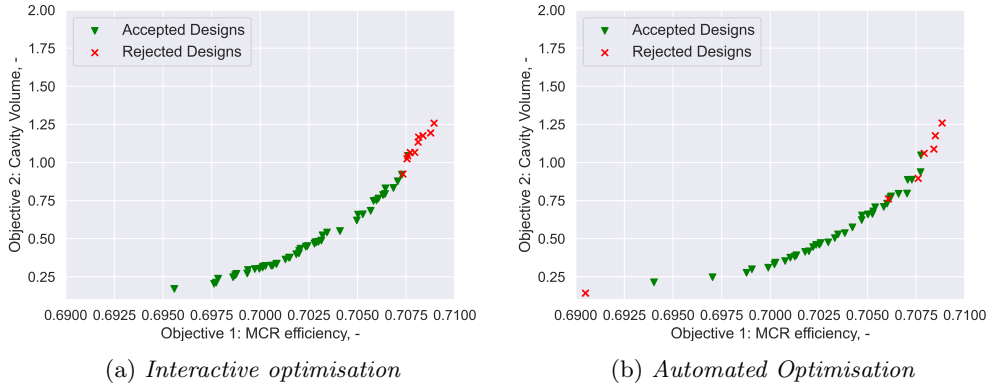 2.00
1.75
1.50
1.25
1.00
0.75
0.50
0.25
Objective 2: Cavity Volume, -
Accepted Designs
Rejected Designs
0.6900 0.6925 0.6950 0.6975 0.7000 0.7025 0.7050 0.7075 0.7100
Objective 1: MCR efficiency, -
(a) Interactive optimisation
2.00
1.75
1.50
1.25
1.00
0.75
0.50
0.25
Objective 2: Cavity Volume, -
Accepted Designs
Rejected Designs
0.6900 0.6925 0.6950 0.6975 0.7000 0.7025 0.7050 0.7075 0.7100
Objective 1: MCR efficiency, -
(b) Automated Optimisation